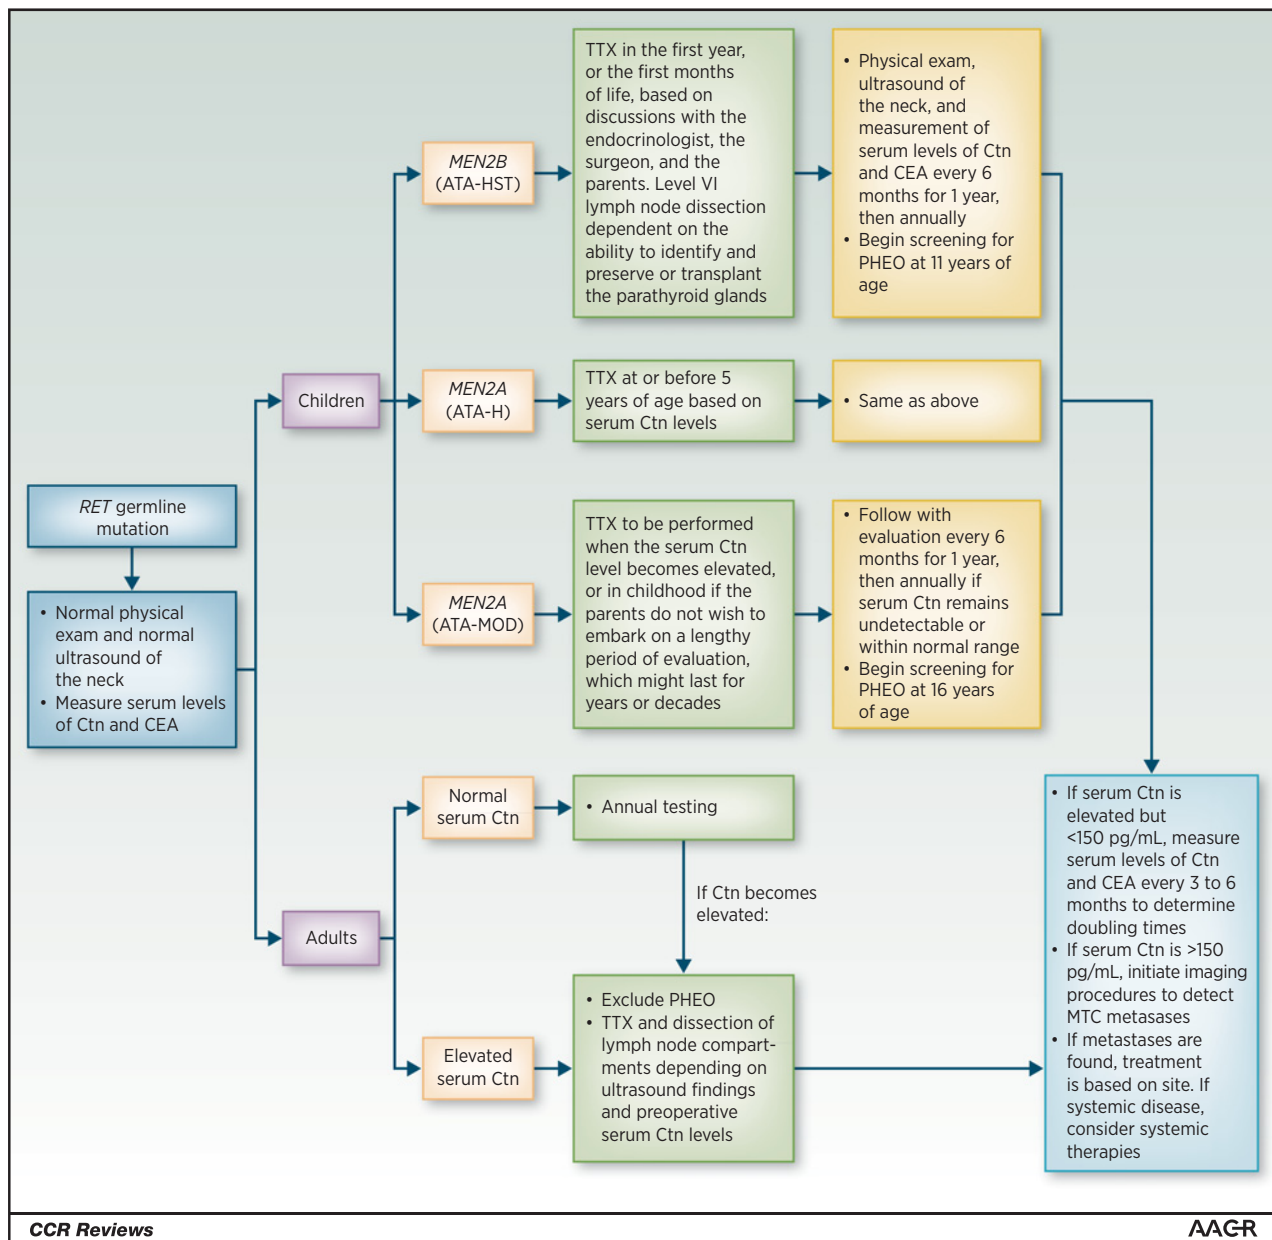 RET germline
mutation
• Normal physical
exam and normal
ultrasound of
the neck
• Measure serum levels
of Ctn and CEA
Children
MEN2B
(ATA-HST)
TTX in the first year,
or the first months
of life, based on
discussions with the
endocrinologist, the
surgeon, and the
parents. Level VI
lymph node dissection
dependent on the
ability to identify and
preserve or transplant
the parathyroid glands
• Physical exam,
ultrasound of
the neck, and
measurement of
serum levels of Ctn
and CEA every 6
months for 1 year,
then annually
• Begin screening for
PHEO at 11 years of
age
MEN2A
(ATA-H)
TTX at or before 5
years of age based on
serum Ctn levels
• Same as above
MEN2A
(ATA-MOD)
TTX to be performed
when the serum Ctn
level becomes elevated,
or in childhood if the
parents do not wish to
embark on a lengthy
period of evaluation,
which might last for
years or decades
• Follow with
evaluation every 6
months for 1 year,
then annually if
serum Ctn remains
undetectable or
within normal range
• Begin screening for
PHEO at 16 years
of age
Adults
Normal
serum Ctn
• Annual testing
If Ctn becomes
elevated:
Elevated
serum Ctn
• Exclude PHEO
• TTX and dissection of
lymph node compart-
ments depending on
ultrasound findings
and preoperative
serum Ctn levels
• If serum Ctn is
elevated but
<150 pg/mL, measure
serum levels of Ctn
and CEA every 3 to 6
months to determine
doubling times
• If serum Ctn is >150
pg/mL, initiate imaging
procedures to detect
MTC metasases
• If metastases are
found, treatment
is based on site. If
systemic disease,
consider systemic
therapies
CCR Reviews
AACR